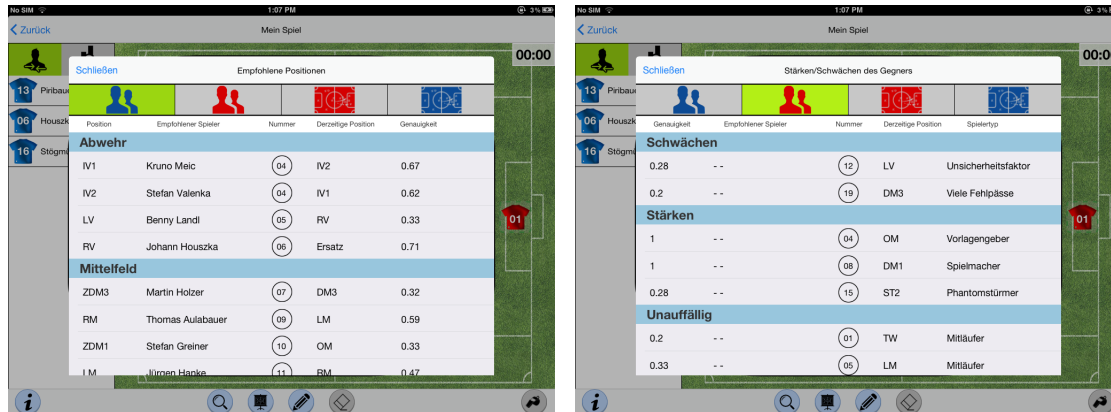 No SIM 1:07 PM 3%
Zurück Mein Spiel
00:00
Schließen Empfohlene Positionen
13 Piribau
06 Houszk
16 Stögm
Position Empfohlener Spieler Nummer Derzeitige Position Genauigkeit
Abwehr
IV1 Kruno Meic 04 IV2 0.67
IV2 Stefan Valenka 04 IV1 0.62
LV Benny Landl 05 RV 0.33
01
RV Johann Houszka 06 Ersatz 0.71
Mittelfeld
ZDM3 Martin Holzer 07 DM3 0.32
RM Thomas Aulabauer 09 LM 0.59
ZDM1 Stefan Greiner 10 OM 0.33
LM Jürgen Hanke 11 RM 0.47
i
No SIM 1:07 PM 3%
Zurück Mein Spiel
00:0
Schließen Stärken/Schwächen des Gegners
13 Piribau
06 Houszk
16 Stögm
Genauigkeit Empfohlener Spieler Nummer Derzeitige Position Spielertyp
Schwächen
0.28 - - 12 LV Unsicherheitsfaktor
0.2 - - 19 DM3 Viele Fehlpässe
Stärken
01
1 - - 04 OM Vorlagengeber
1 - - 08 DM1 Spielmacher
0.28 - - 15 ST2 Phantomstürmer
Unauffällig
0.2 - - 01 TW Mitläufer
0.33 - - 05 LM Mitläufer
i